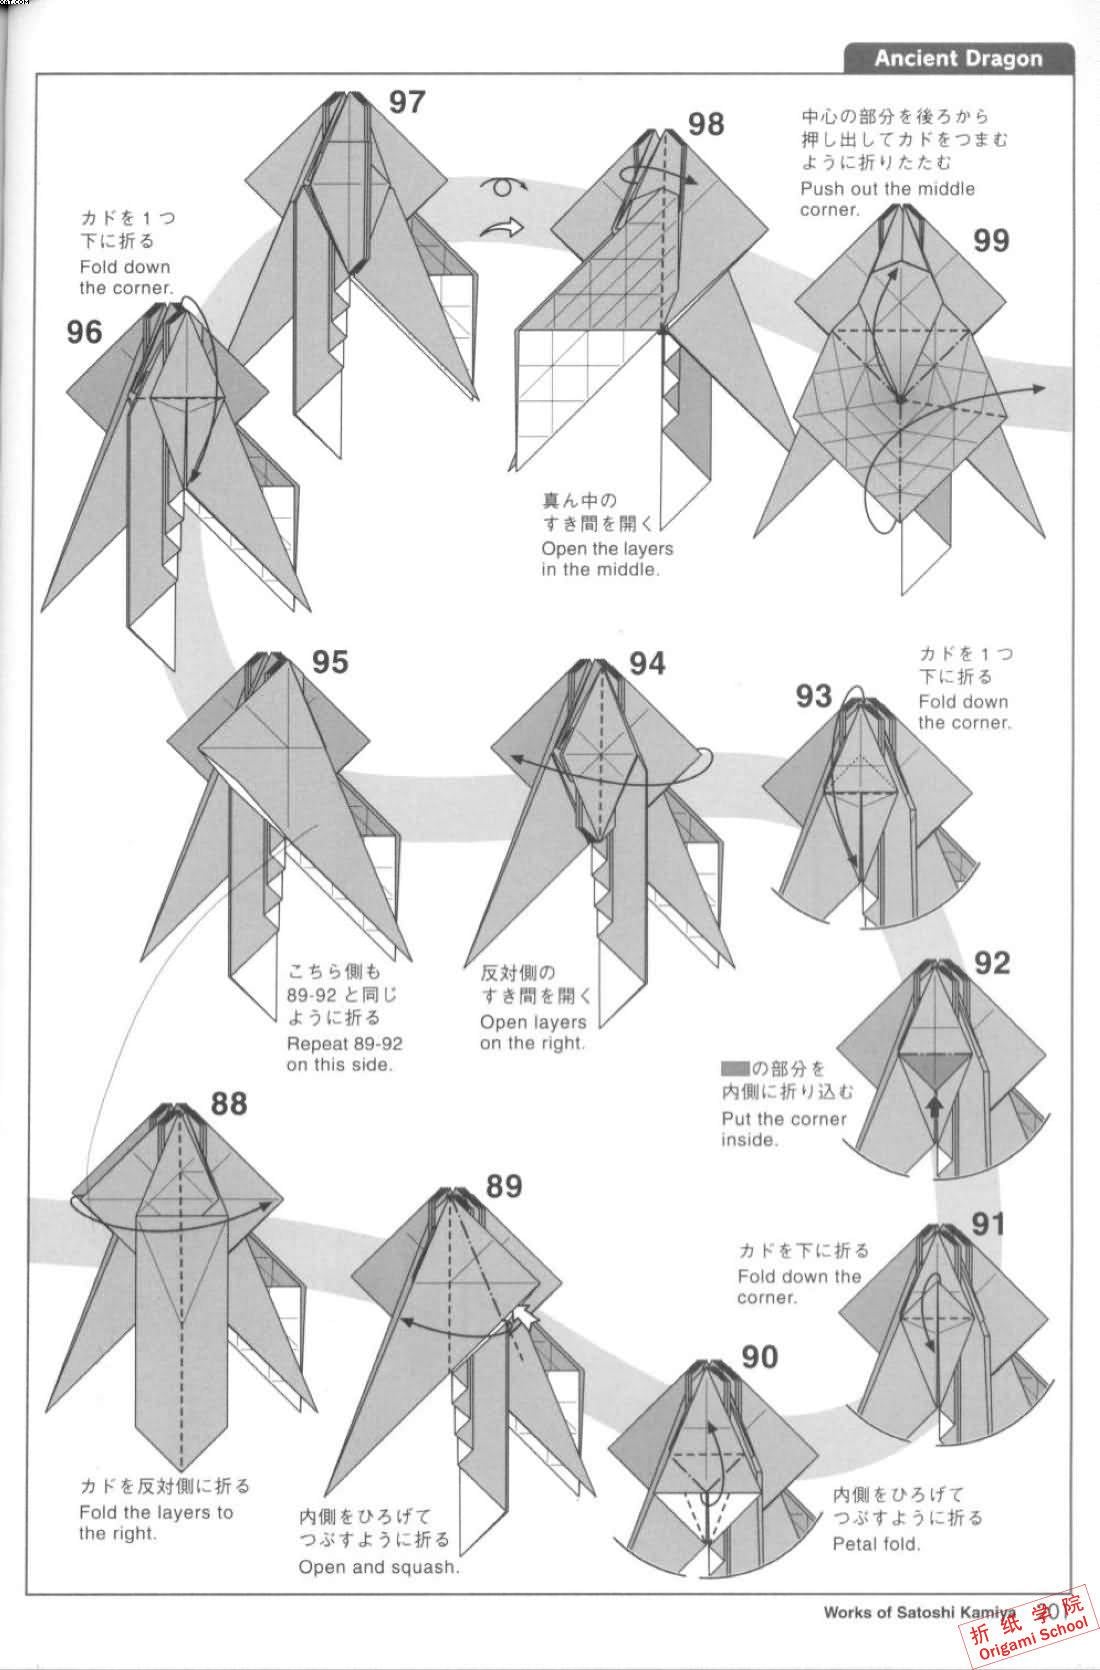 Ancient Dragon
97
98
中心の部分を後ろから
押し出してカドをつまむ
ように折りたたむ
Push out the middle
corner.
99
カドを1つ
下に折る
Fold down
the corner.
96
真ん中の
すき間を開く
Open the layers
in the middle.
95
94
93
カドを1つ
下に折る
Fold down
the corner.
こちら側も
89-92 と同じ
ように折る
Repeat 89-92
on this side.
反対側の
すき間を開く
Open layers
on the right.
92
の部分を
内側に折り込む
Put the corner
inside.
88
89
91
カドを下に折る
Fold down the
corner.
90
カドを反対側に折る
Fold the layers to
the right.
内側をひろげて
つぶすように折る
Open and squash.
内側をひろげて
つぶすように折る
Petal fold.
Works of Satoshi Kamiya
折纸学院
Origami School